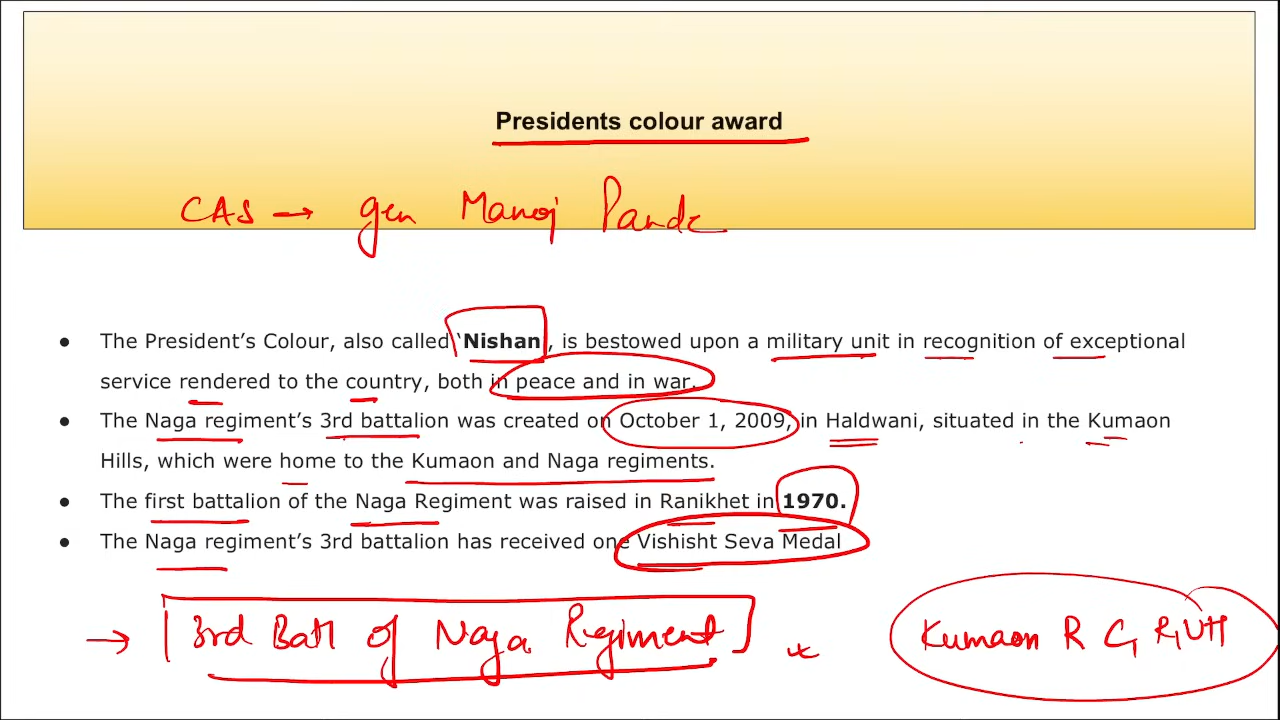 Presidents colour award
CAS → gen Manoj Pande
● The President’s Colour, also called ‘Nishan’, is bestowed upon a military unit in recognition of exceptional
service rendered to the country, both in peace and in war.
● The Naga regiment’s 3rd battalion was created on October 1, 2009, in Haldwani, situated in the Kumaon
Hills, which were home to the Kumaon and Naga regiments.
● The first battalion of the Naga Regiment was raised in Ranikhet in 1970.
● The Naga regiment’s 3rd battalion has received one Vishisht Seva Medal
→ 3rd Batl of Naga Regiment
Kumaon R